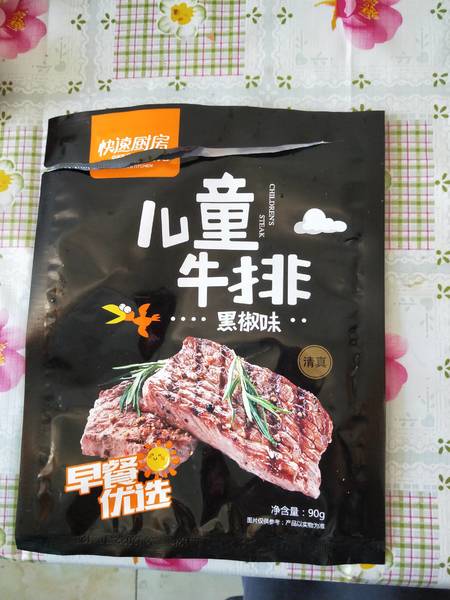 快速厨房
儿童
CHILDREN'S
STEAK
牛排
黑椒味
清真
早餐
优选
净含量：90g
图片仅供参考：产品以实物为准